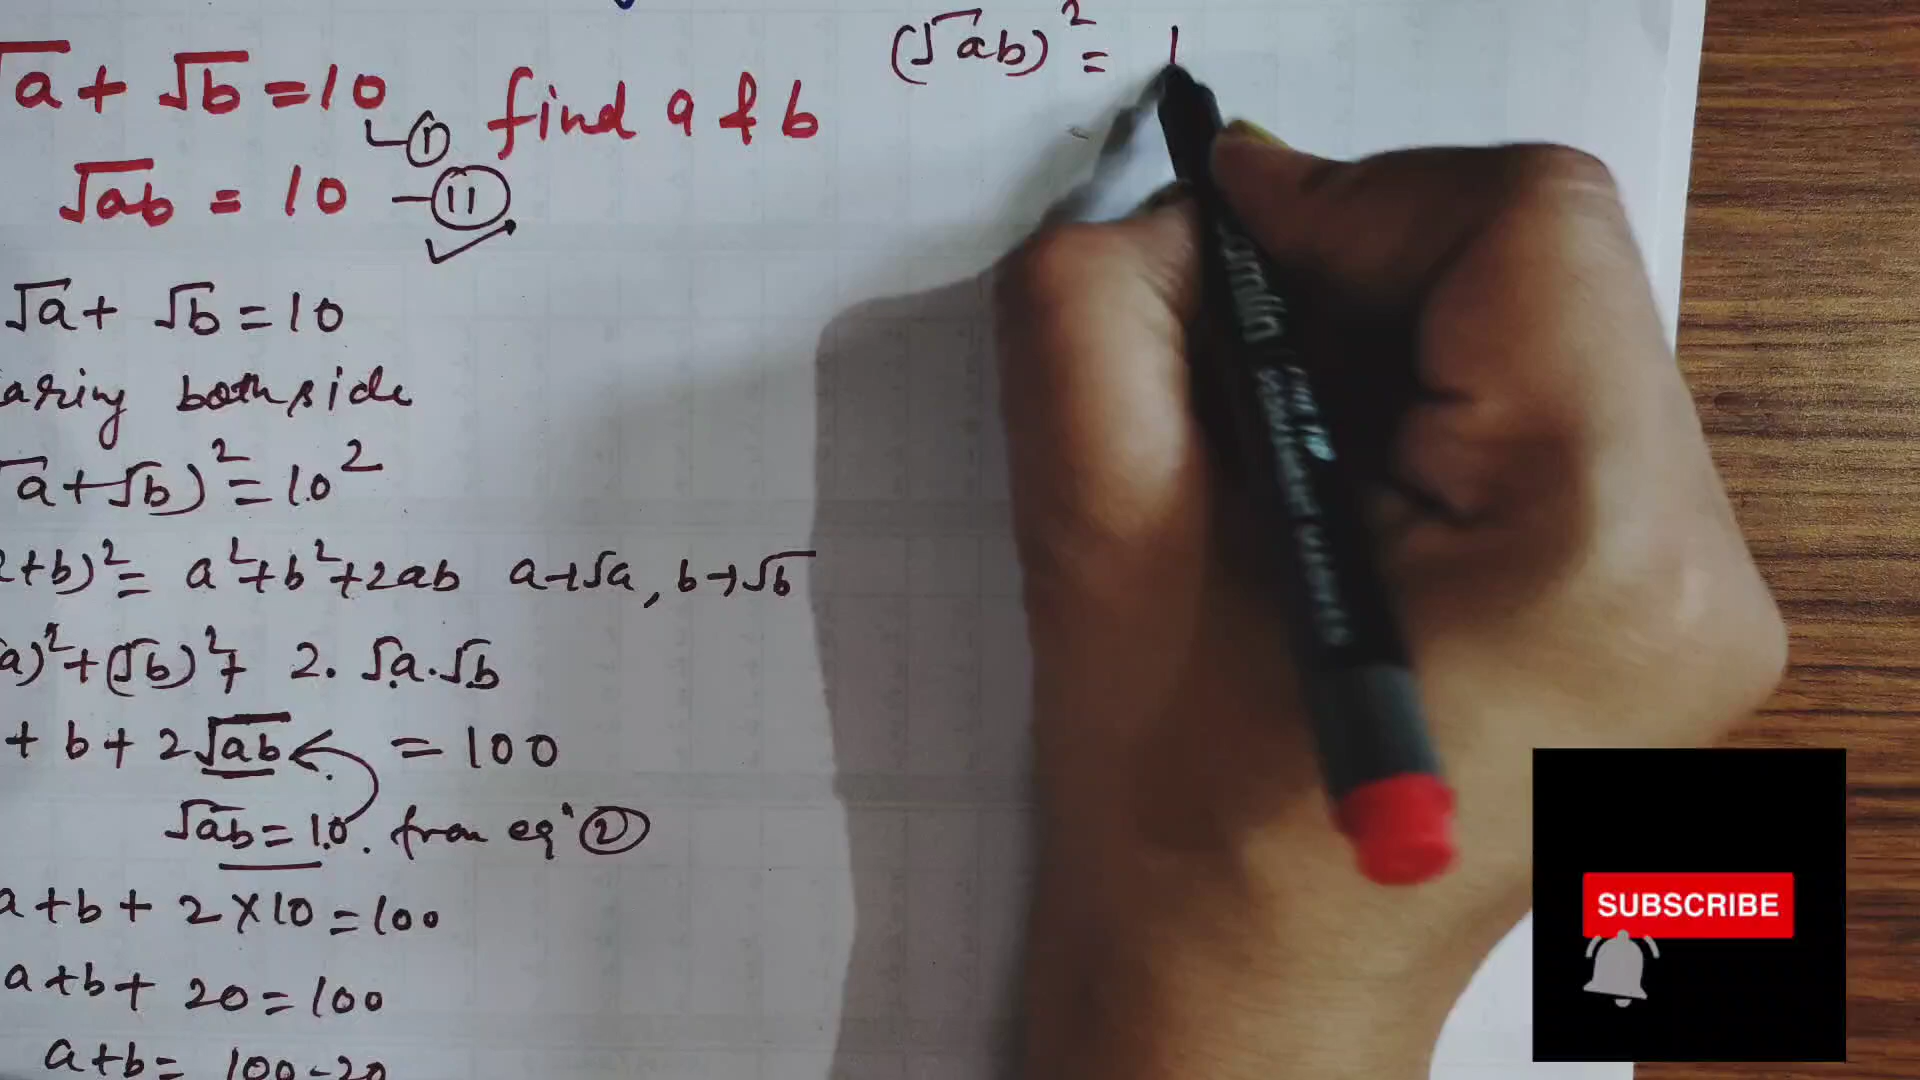 √a + √b = 10
find a & b
①
√ab = 10 — ⑪
√a + √b = 10
aring both side
√a + √b)² = 10²
+b)² = a² + b² + 2ab a→√a, b→√b
a)² + (√b)² + 2.√a.√b
+ b + 2√ab = 100
√ab = 10. from eqⁿ ②
a + b + 2 × 10 = 100
a + b + 20 = 100
a + b = 100 - 20
(√ab)² = 1
SUBSCRIBE